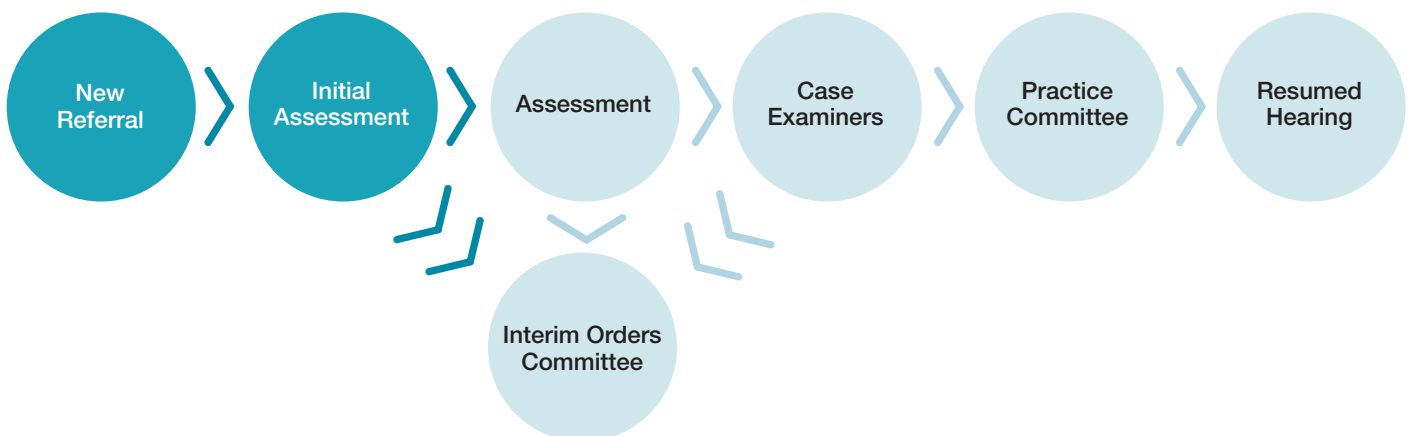 New
Referral
Initial
Assessment
Assessment
Case
Examiners
Practice
Committee
Resumed
Hearing
Interim Orders
Committee